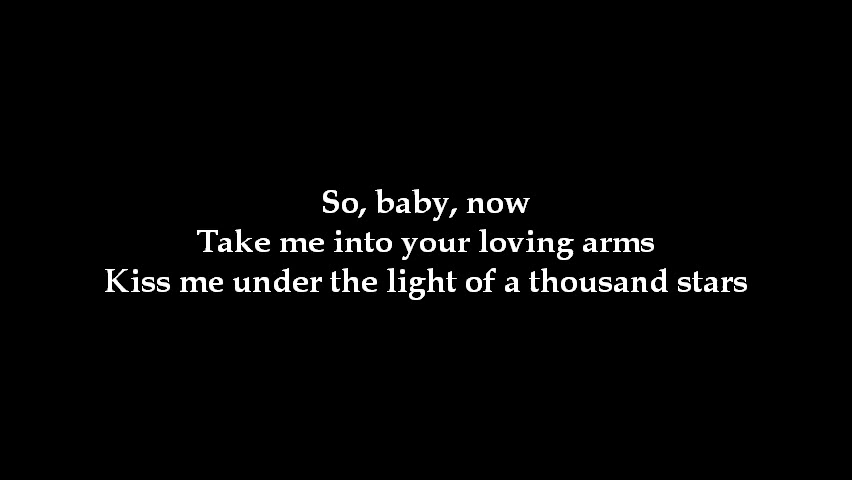 So, baby, now
Take me into your loving arms
Kiss me under the light of a thousand stars